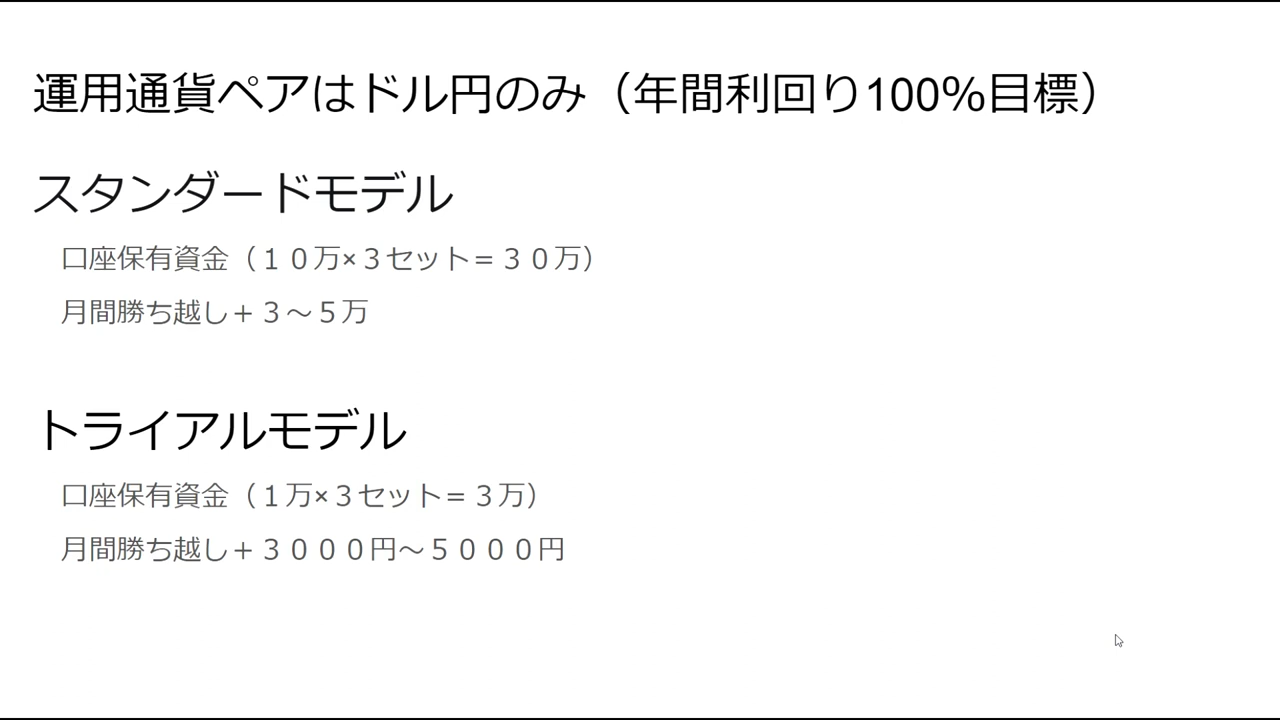 運用通貨ペアはドル円のみ（年間利回り100%目標）
スタンダードモデル
口座保有資金（１０万×３セット＝３０万）
月間勝ち越し＋３～５万
トライアルモデル
口座保有資金（１万×３セット＝３万）
月間勝ち越し＋３０００円～５０００円